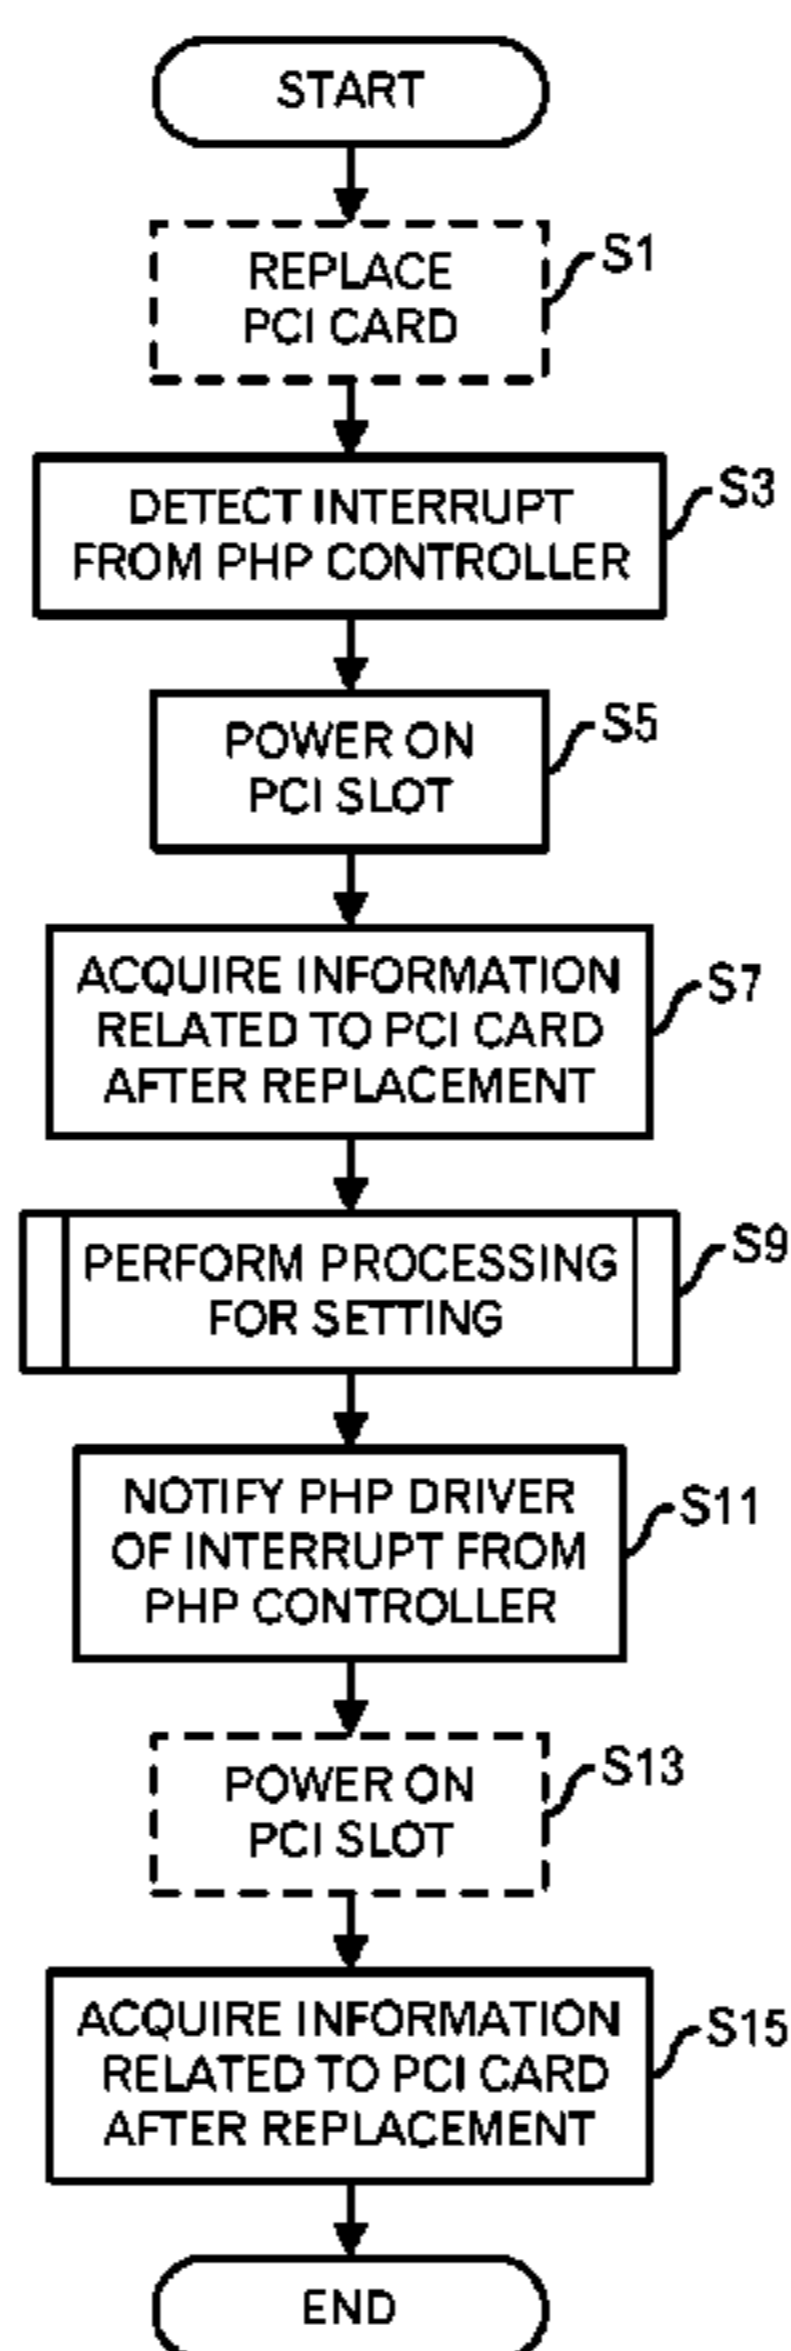 START
REPLACE
PCI CARD
S1
DETECT INTERRUPT
FROM PHP CONTROLLER
S3
POWER ON
PCI SLOT
S5
ACQUIRE INFORMATION
RELATED TO PCI CARD
AFTER REPLACEMENT
S7
PERFORM PROCESSING
FOR SETTING
S9
NOTIFY PHP DRIVER
OF INTERRUPT FROM
PHP CONTROLLER
S11
POWER ON
PCI SLOT
S13
ACQUIRE INFORMATION
RELATED TO PCI CARD
AFTER REPLACEMENT
S15
END